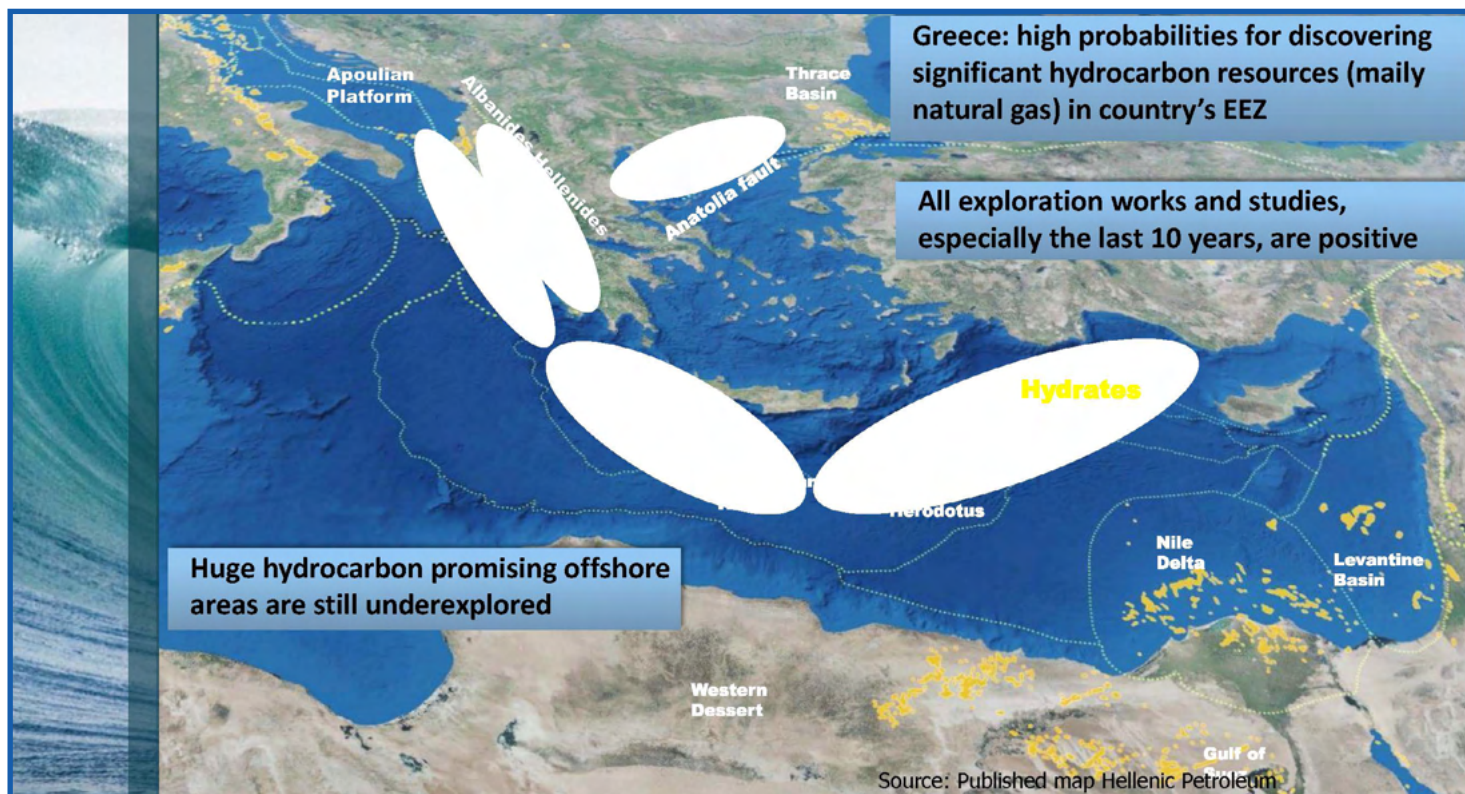 Greece: high probabilities for discovering
significant hydrocarbon resources (maily
natural gas) in country's EEZ
Apoulian
Platform
Albanides Hellenides
Thrace
Basin
Anatolia fault
All exploration works and studies,
especially the last 10 years, are positive
Hydrates
Herodotus
Nile
Delta
Levantine
Basin
Huge hydrocarbon promising offshore
areas are still underexplored
Western
Dessert
Gulf of
Source: Published map Hellenic Petroleum